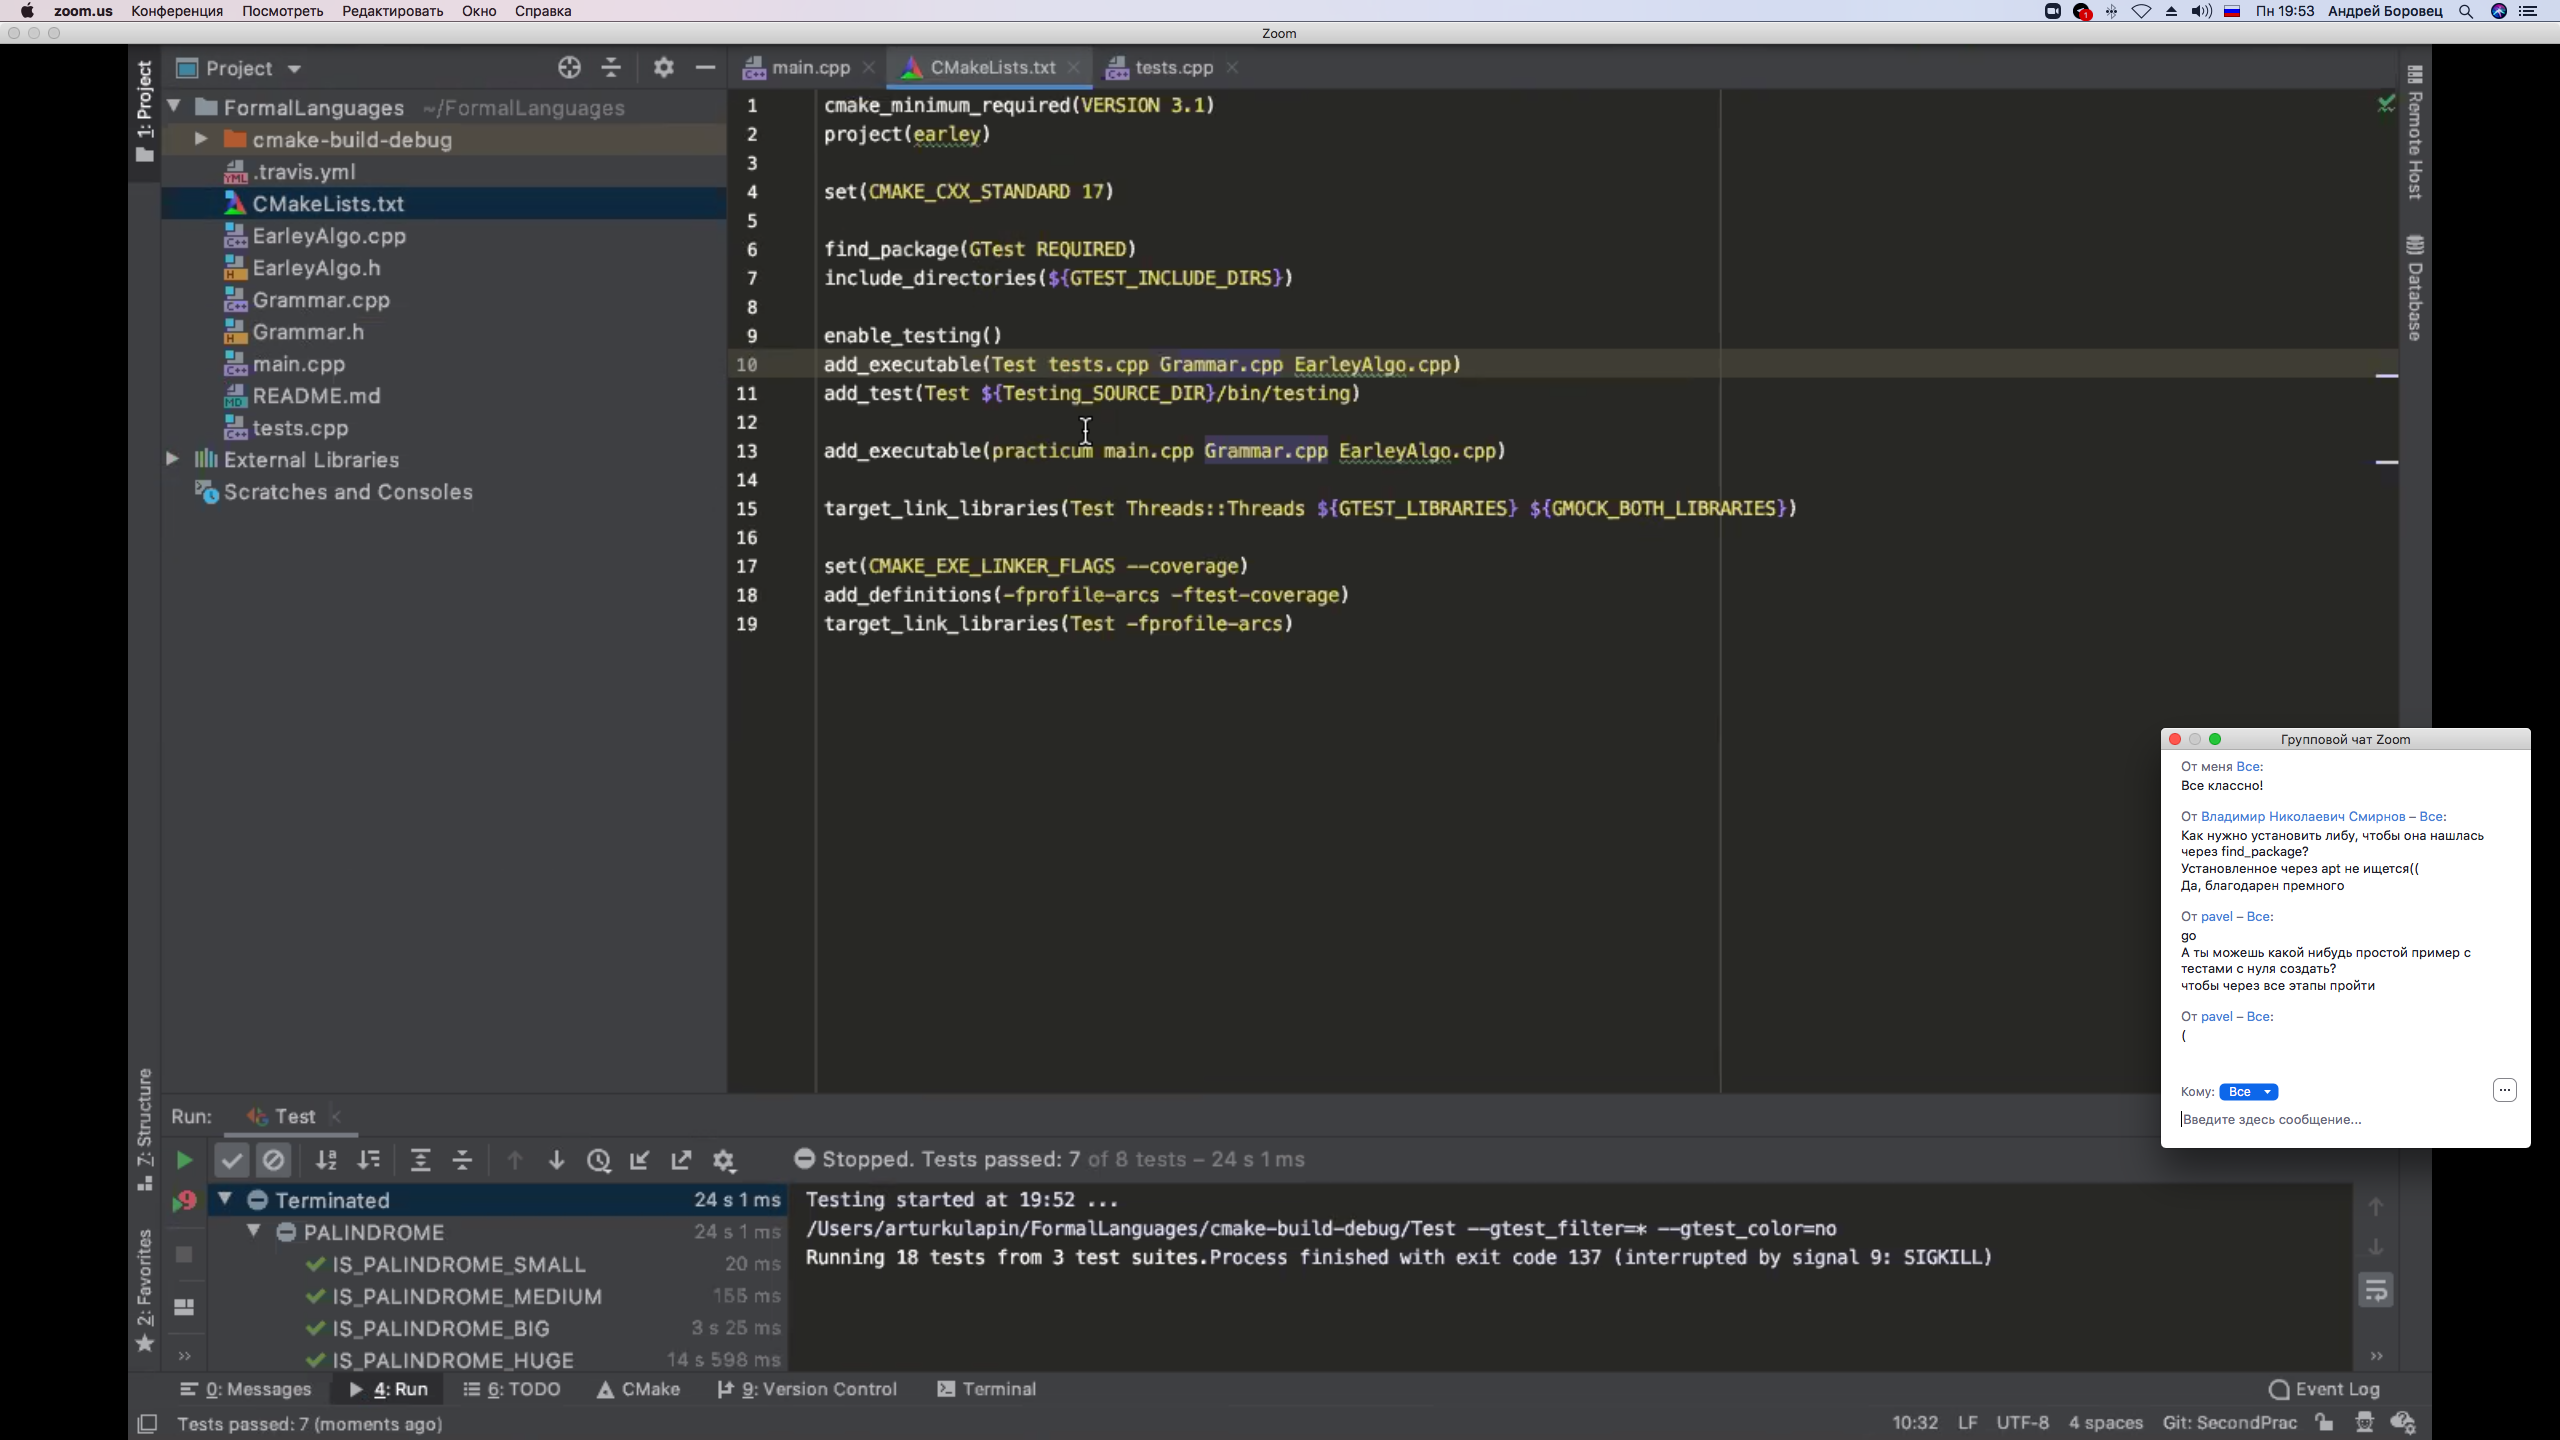 zoom.us Конференция Посмотреть Редактировать Окно Справка
1 Пн 19:53 Андрей Боровец
Zoom
1: Project
Project
main.cpp
CMakeLists.txt
tests.cpp
FormalLanguages ~/FormalLanguages
cmake-build-debug
.travis.yml
CMakeLists.txt
EarleyAlgo.cpp
EarleyAlgo.h
Grammar.cpp
Grammar.h
main.cpp
README.md
tests.cpp
External Libraries
Scratches and Consoles
1 cmake_minimum_required(VERSION 3.1)
2 project(earley)
3
4 set(CMAKE_CXX_STANDARD 17)
5
6 find_package(GTest REQUIRED)
7 include_directories(${GTEST_INCLUDE_DIRS})
8
9 enable_testing()
10 add_executable(Test tests.cpp Grammar.cpp EarleyAlgo.cpp)
11 add_test(Test ${Testing_SOURCE_DIR}/bin/testing)
12
13 add_executable(practicum main.cpp Grammar.cpp EarleyAlgo.cpp)
14
15 target_link_libraries(Test Threads::Threads ${GTEST_LIBRARIES} ${GMOCK_BOTH_LIBRARIES})
16
17 set(CMAKE_EXE_LINKER_FLAGS --coverage)
18 add_definitions(-fprofile-arcs -ftest-coverage)
19 target_link_libraries(Test -fprofile-arcs)
Remote Host
Database
Групповой чат Zoom
От меня Все:
Все классно!
От Владимир Николаевич Смирнов – Все:
Как нужно установить либу, чтобы она нашлась
через find_package?
Установленное через apt не ищется((
Да, благодарен премного
От pavel – Все:
go
А ты можешь какой нибудь простой пример с
тестами с нуля создать?
чтобы через все этапы пройти
От pavel – Все:
(
Кому: Все
Введите здесь сообщение...
7: Structure
2: Favorites
Run: Test
Stopped. Tests passed: 7 of 8 tests – 24 s 1 ms
Terminated 24 s 1 ms
PALINDROME 24 s 1 ms
IS_PALINDROME_SMALL 20 ms
IS_PALINDROME_MEDIUM 155 ms
IS_PALINDROME_BIG 3 s 25 ms
IS_PALINDROME_HUGE 14 s 598 ms
Testing started at 19:52 ...
/Users/arturkulapin/FormalLanguages/cmake-build-debug/Test --gtest_filter=* --gtest_color=no
Running 18 tests from 3 test suites.Process finished with exit code 137 (interrupted by signal 9: SIGKILL)
0: Messages 4: Run 6: TODO CMake 9: Version Control Terminal Event Log
Tests passed: 7 (moments ago)
10:32 LF UTF-8 4 spaces Git: SecondPrac